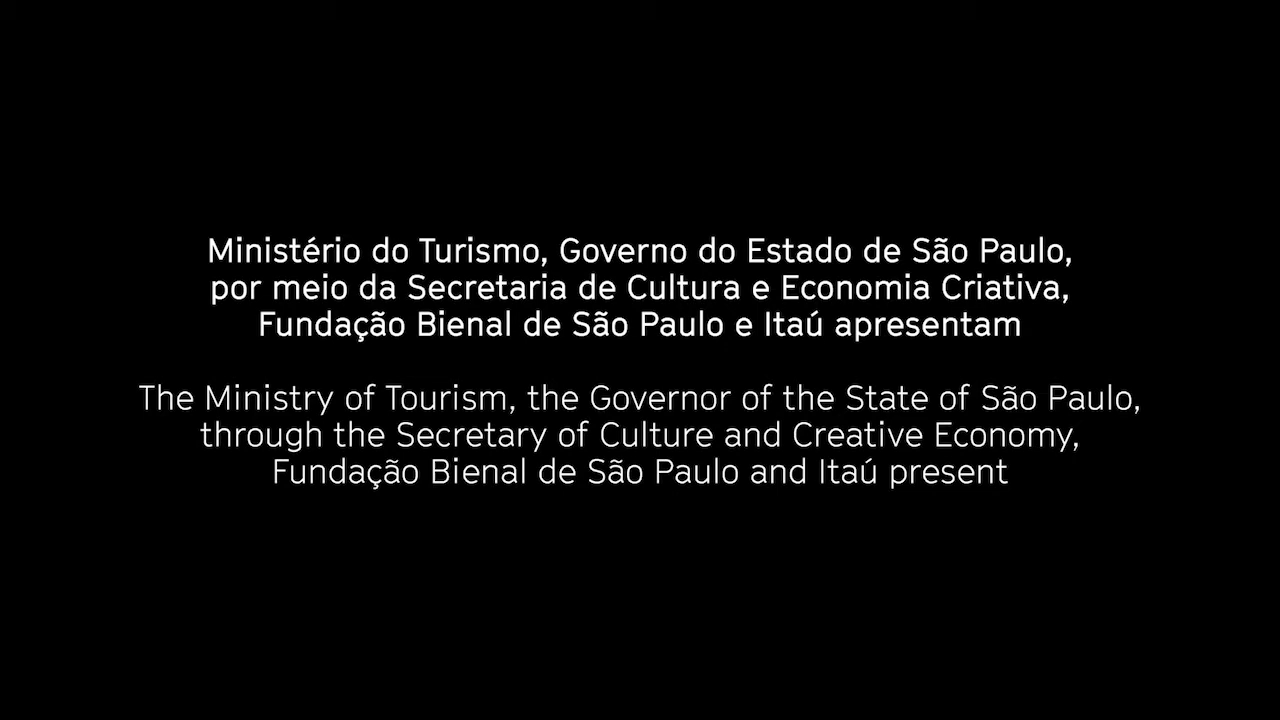 Ministério do Turismo, Governo do Estado de São Paulo,
por meio da Secretaria de Cultura e Economia Criativa,
Fundação Bienal de São Paulo e Itaú apresentam
The Ministry of Tourism, the Governor of the State of São Paulo,
through the Secretary of Culture and Creative Economy,
Fundação Bienal de São Paulo and Itaú present